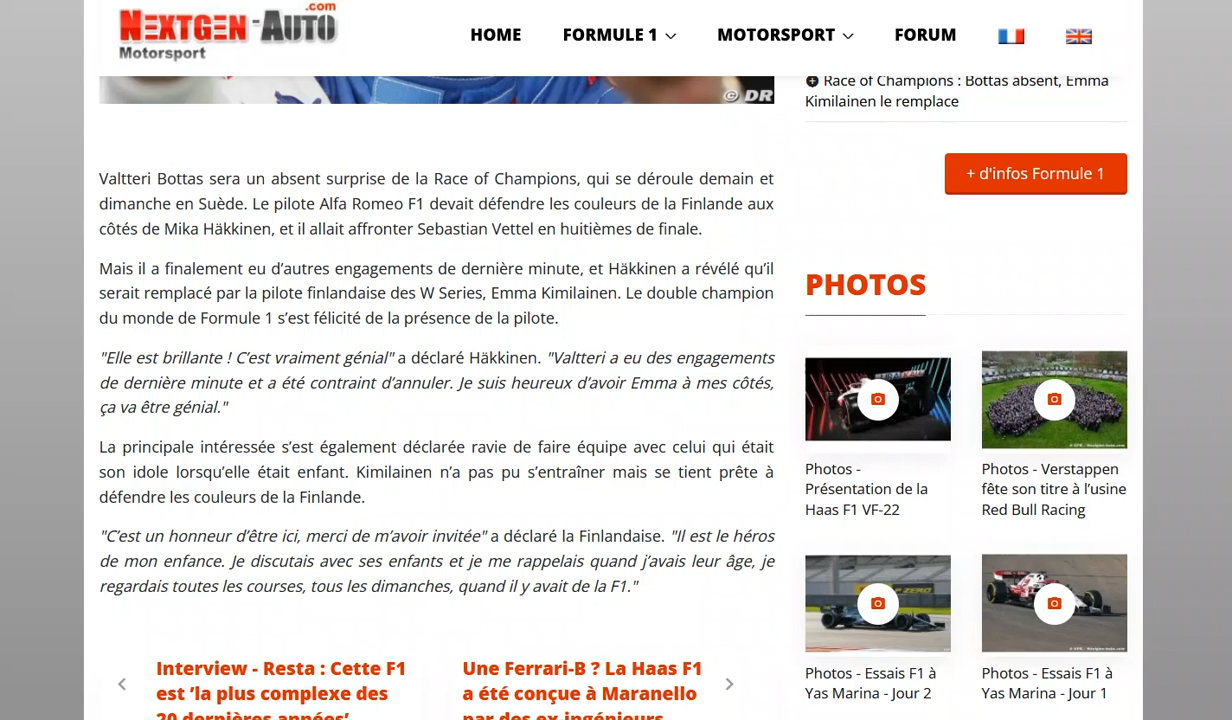 NEXTGEN-AUTO.com
Motorsport
HOME
FORMULE 1
MOTORSPORT
FORUM
© DR
Valtteri Bottas sera un absent surprise de la Race of Champions, qui se déroule demain et
dimanche en Suède. Le pilote Alfa Romeo F1 devait défendre les couleurs de la Finlande aux
côtés de Mika Häkkinen, et il allait affronter Sebastian Vettel en huitièmes de finale.
Mais il a finalement eu d’autres engagements de dernière minute, et Häkkinen a révélé qu’il
serait remplacé par la pilote finlandaise des W Series, Emma Kimilainen. Le double champion
du monde de Formule 1 s’est félicité de la présence de la pilote.
"Elle est brillante ! C’est vraiment génial" a déclaré Häkkinen. "Valtteri a eu des engagements
de dernière minute et a été contraint d’annuler. Je suis heureux d’avoir Emma à mes côtés,
ça va être génial."
La principale intéressée s’est également déclarée ravie de faire équipe avec celui qui était
son idole lorsqu’elle était enfant. Kimilainen n’a pas pu s’entraîner mais se tient prête à
défendre les couleurs de la Finlande.
"C’est un honneur d’être ici, merci de m’avoir invitée" a déclaré la Finlandaise. "Il est le héros
de mon enfance. Je discutais avec ses enfants et je me rappelais quand j’avais leur âge, je
regardais toutes les courses, tous les dimanches, quand il y avait de la F1."
Interview - Resta : Cette F1
est ’la plus complexe des
20 dernières années’
Une Ferrari-B ? La Haas F1
a été conçue à Maranello
par des ex-ingénieurs
Race of Champions : Bottas absent, Emma
Kimilainen le remplace
+ d'infos Formule 1
PHOTOS
Photos -
Présentation de la
Haas F1 VF-22
Photos - Verstappen
fête son titre à l’usine
Red Bull Racing
Photos - Essais F1 à
Yas Marina - Jour 2
Photos - Essais F1 à
Yas Marina - Jour 1